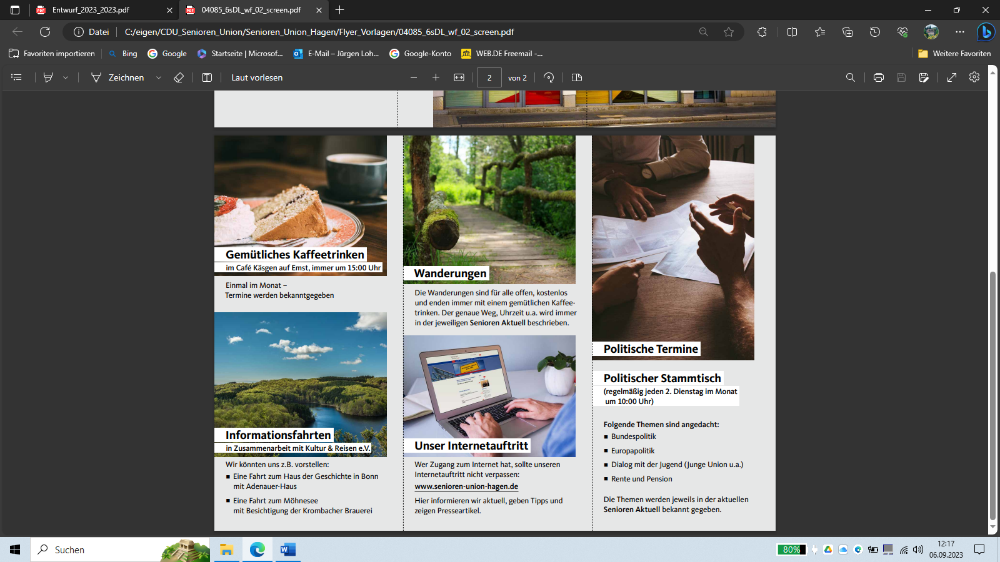 Entwurf_2023_2023.pdf
04085_6sDL_wf_02_screen.pdf
Datei
C:/eigen/CDU_Senioren_Union/Senioren_Union_Hagen/Flyer_Vorlagen/04085_6sDL_wf_02_screen.pdf
Favoriten importieren
Bing
Google
Startseite | Microsof...
E-Mail – Jürgen Loh...
Google-Konto
WEB.DE Freemail -...
Weitere Favoriten
Zeichnen
Laut vorlesen
2
von 2
Gemütliches Kaffeetrinken
im Café Käsgen auf Emst, immer um 15:00 Uhr
Einmal im Monat –
Termine werden bekanntgegeben
Informationsfahrten
in Zusammenarbeit mit Kultur & Reisen e.V.
Wir könnten uns z.B. vorstellen:
▪ Eine Fahrt zum Haus der Geschichte in Bonn
mit Adenauer-Haus
▪ Eine Fahrt zum Möhnesee
mit Besichtigung der Krombacher Brauerei
Wanderungen
Die Wanderungen sind für alle offen, kostenlos
und enden immer mit einem gemütlichen Kaffee-
trinken. Der genaue Weg, Uhrzeit u.a. wird immer
in der jeweiligen Senioren Aktuell beschrieben.
Unser Internetauftritt
Wer Zugang zum Internet hat, sollte unseren
Internetauftritt nicht verpassen:
www.senioren-union-hagen.de
Hier informieren wir aktuell, geben Tipps und
zeigen Presseartikel.
Politische Termine
Politischer Stammtisch
(regelmäßig jeden 2. Dienstag im Monat
um 10:00 Uhr)
Folgende Themen sind angedacht:
▪ Bundespolitik
▪ Europapolitik
▪ Dialog mit der Jugend (Junge Union u.a.)
▪ Rente und Pension
Die Themen werden jeweils in der aktuellen
Senioren Aktuell bekannt gegeben.
Suchen
80%
12:17
06.09.2023